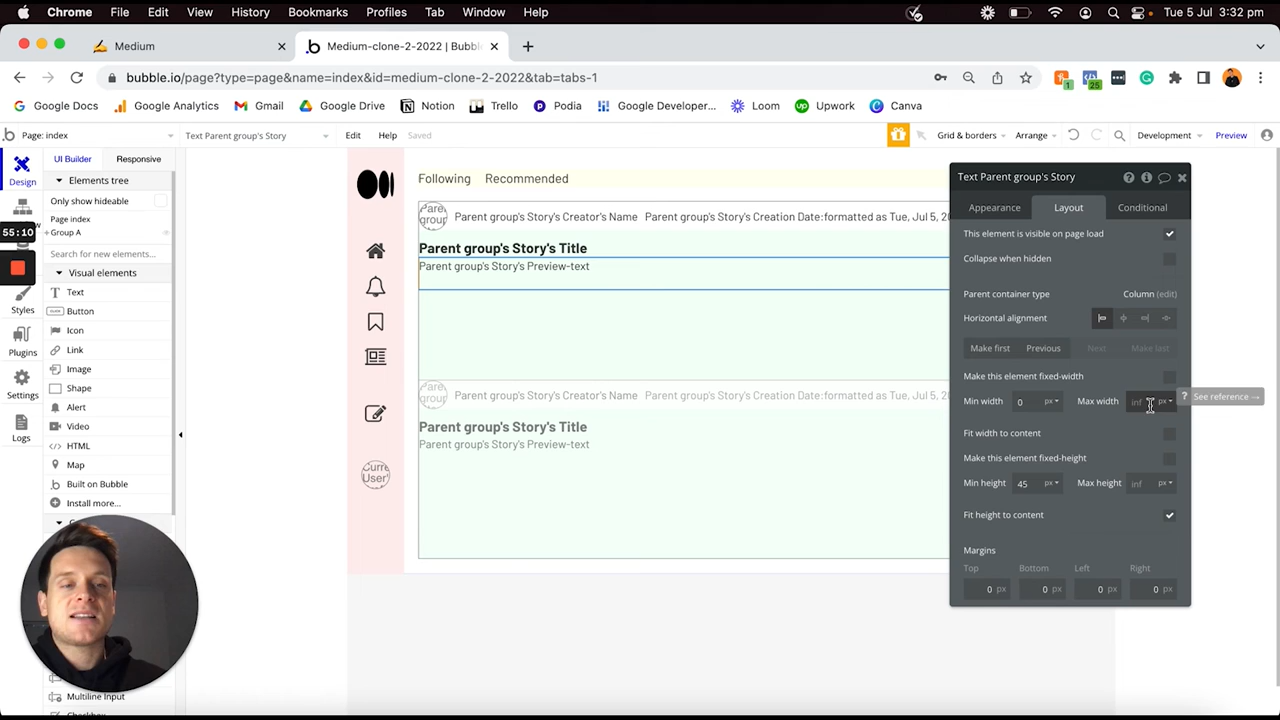 Chrome File Edit View History Bookmarks Profiles Tab Window Help Tue 5 Jul 3:32 pm
Medium
Medium-clone-2-2022 | Bubble
bubble.io/page?type=page&name=index&id=medium-clone-2-2022&tab=tabs-1
1
25
Google Docs Google Analytics Gmail Google Drive Notion Trello Podia Google Developer... Loom Upwork Canva
Page: index
Text Parent group's Story
Edit Help Saved
Grid & borders Arrange Development Preview
Design
55:10
Styles
Plugins
Settings
Logs
UI Builder Responsive
Elements tree
Only show hideable
Page index
Group A
Search for new elements...
Visual elements
Text
Button
CLICK
Icon
Link
Image
Shape
Alert
Video
HTML
Map
Built on Bubble
Install more...
Multiline Input
Checkbox
Following Recommended
Pare
group'
Parent group's Story's Creator's Name Parent group's Story's Creation Date:formatted as Tue, Jul 5, 20
Parent group's Story's Title
Parent group's Story's Preview-text
Pare
group'
Parent group's Story's Creator's Name Parent group's Story's Creation Date:formatted as Tue, Jul 5, 20
Parent group's Story's Title
Parent group's Story's Preview-text
Curre
User'
Text Parent group's Story
Appearance Layout Conditional
This element is visible on page load
Collapse when hidden
Parent container type Column (edit)
Horizontal alignment
Make first Previous Next Make last
Make this element fixed-width
Min width 0 px Max width inf px
? See reference →
Fit width to content
Make this element fixed-height
Min height 45 px Max height inf px
Fit height to content
Margins
Top Bottom Left Right
0 px 0 px 0 px 0 px